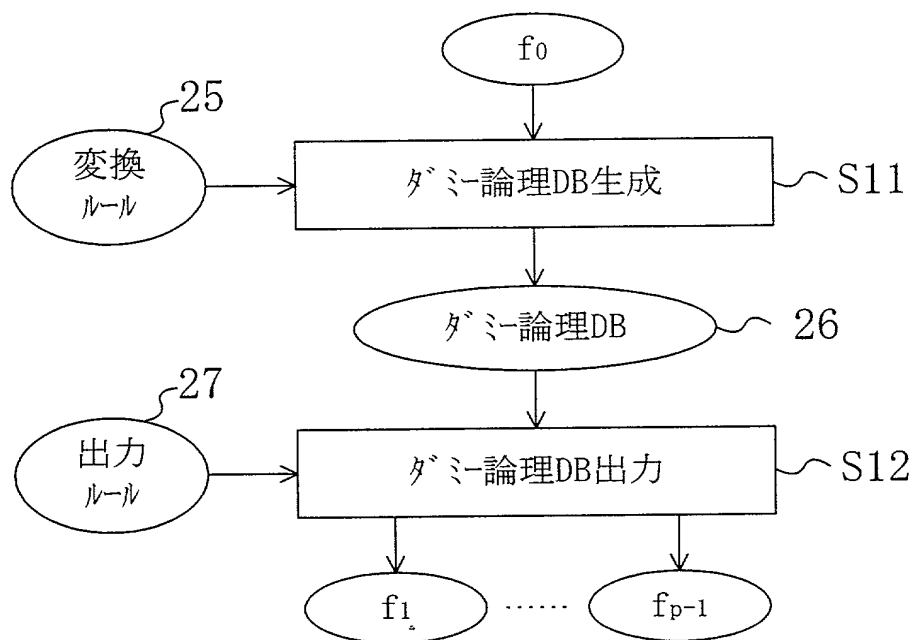 f0
25
変換
ルール
ダミー論理DB生成
S11
ダミー論理DB
26
27
出力
ルール
ダミー論理DB出力
S12
f1
……
fp-1